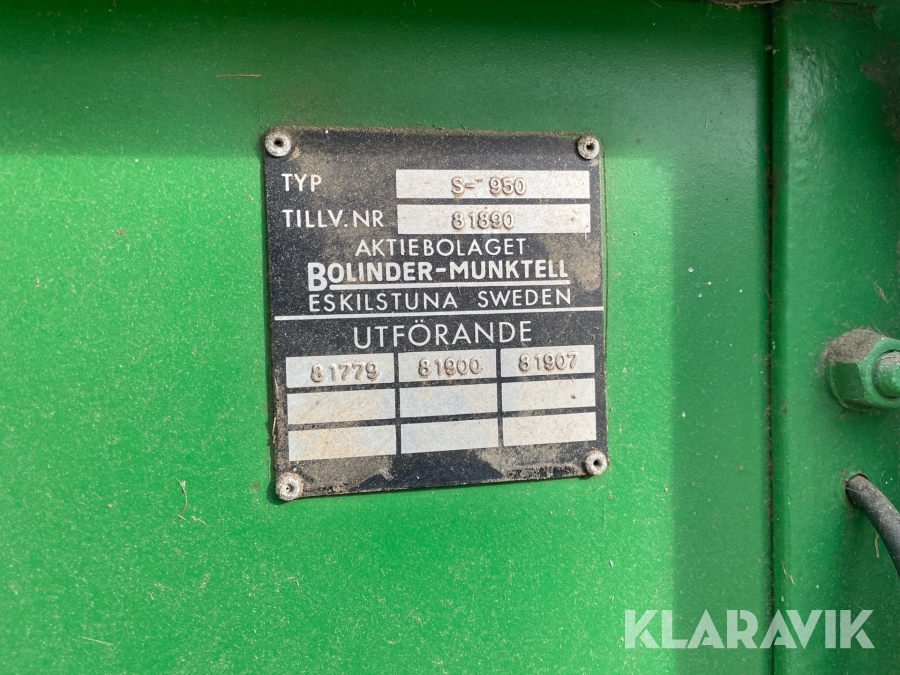 TYP S-950
TILLV.NR 81890
AKTIEBOLAGET
BOLINDER-MUNKTELL
ESKILSTUNA SWEDEN
UTFÖRANDE
81779 81900 81907
KLARAVIK